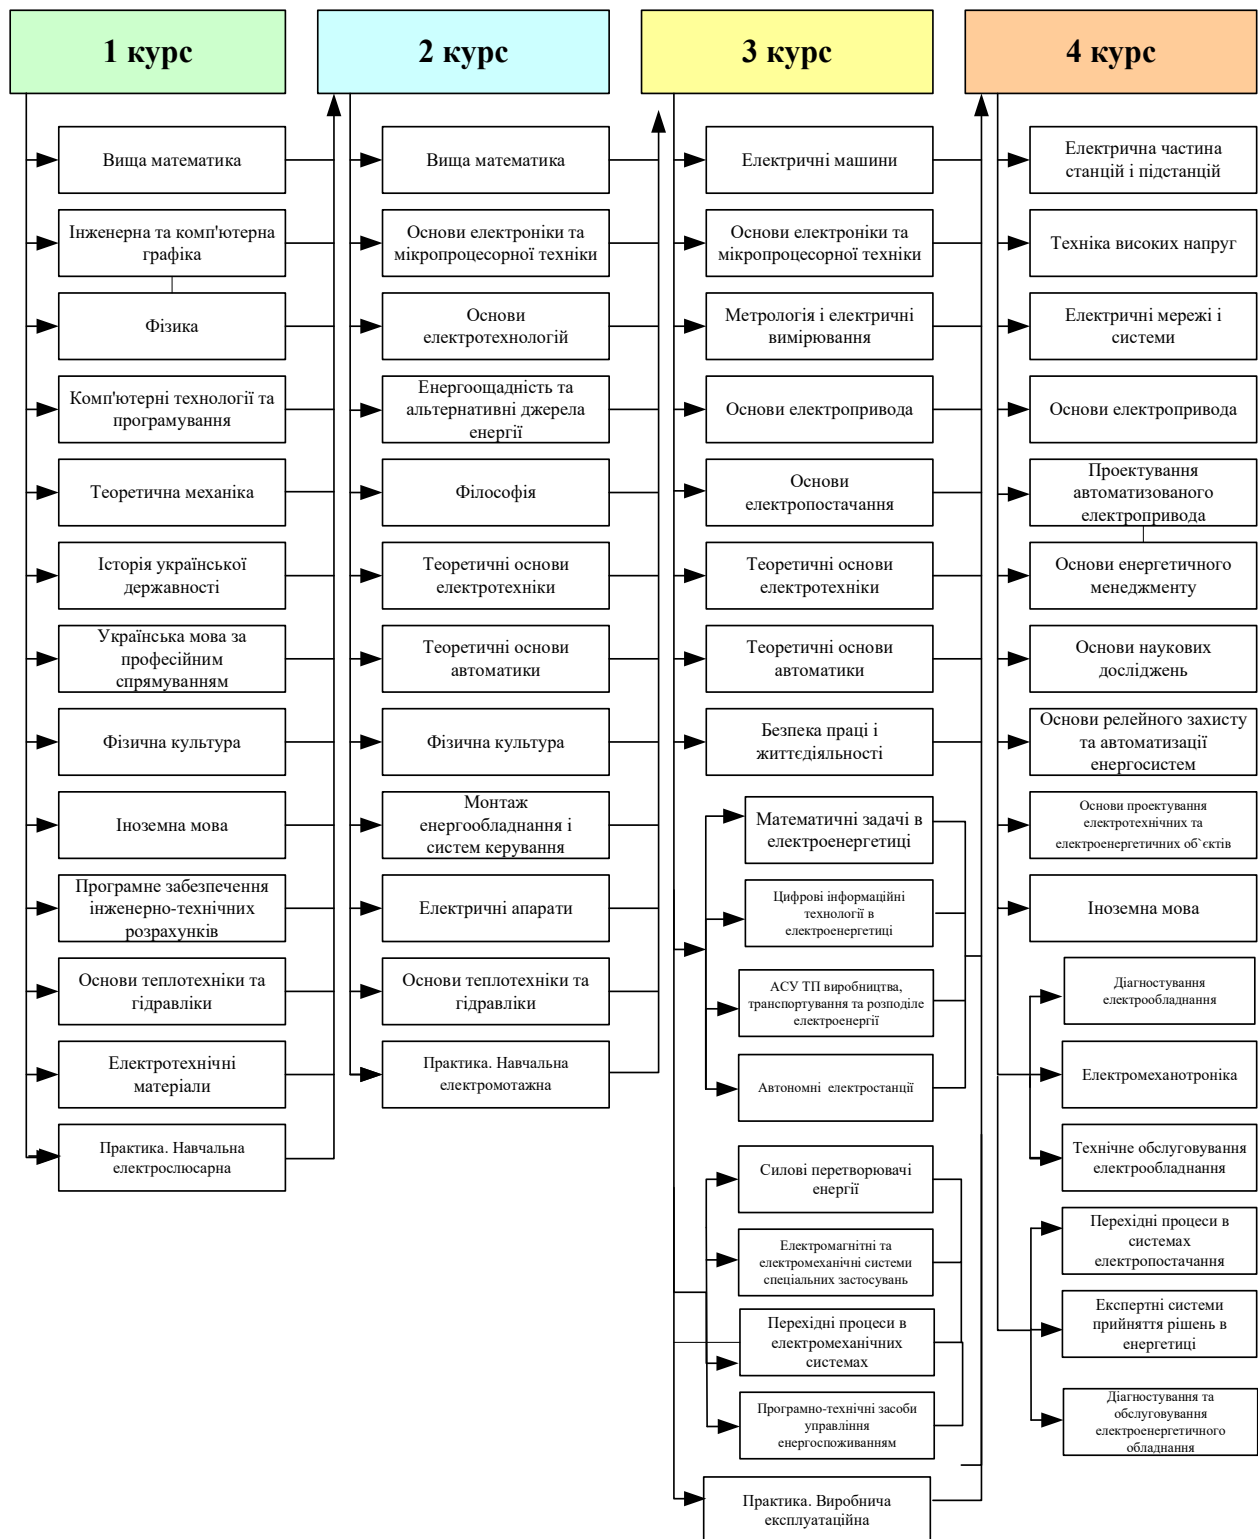 1 курс
Вища математика
Інженерна та комп'ютерна
графіка
Фізика
Комп'ютерні технології та
програмування
Теоретична механіка
Історія української
державності
Українська мова за
професійним
спрямуванням
Фізична культура
Іноземна мова
Програмне забезпечення
інженерно-технічних
розрахунків
Основи теплотехніки та
гідравліки
Електротехнічні
матеріали
Практика. Навчальна
електрослюсарна
2 курс
Вища математика
Основи електроніки та
мікропроцесорної техніки
Основи
електротехнологій
Енергоощадність та
альтернативні джерела
енергії
Філософія
Теоретичні основи
електротехніки
Теоретичні основи
автоматики
Фізична культура
Монтаж
енергообладнання і
систем керування
Електричні апарати
Основи теплотехніки та
гідравліки
Практика. Навчальна
електромотажна
3 курс
Електричні машини
Основи електроніки та
мікропроцесорної техніки
Метрологія і електричні
вимірювання
Основи електропривода
Основи
електропостачання
Теоретичні основи
електротехніки
Теоретичні основи
автоматики
Безпека праці і
життєдіяльності
Математичні задачі в
електроенергетиці
Цифрові інформаційні
технології в
електроенергетиці
АСУ ТП виробництва,
транспортування та розподіле
електроенергії
Автономні електростанції
Силові перетворювачі
енергії
Електромагнітні та
електромеханічні системи
спеціальних застосувань
Перехідні процеси в
електромеханічних
системах
Програмно-технічні засоби
управління
енергоспоживанням
Практика. Виробнича
експлуатаційна
4 курс
Електрична частина
станцій і підстанцій
Техніка високих напруг
Електричні мережі і
системи
Основи електропривода
Проектування
автоматизованого
електропривода
Основи енергетичного
менеджменту
Основи наукових
досліджень
Основи релейного захисту
та автоматизації
енергосистем
Основи проектування
електротехнічних та
електроенергетичних об`єктів
Іноземна мова
Діагностування
електрообладнання
Електромеханотроніка
Технічне обслуговування
електрообладнання
Перехідні процеси в
системах
електропостачання
Експертні системи
прийняття рішень в
енергетиці
Діагностування та
обслуговування
електроенергетичного
обладнання